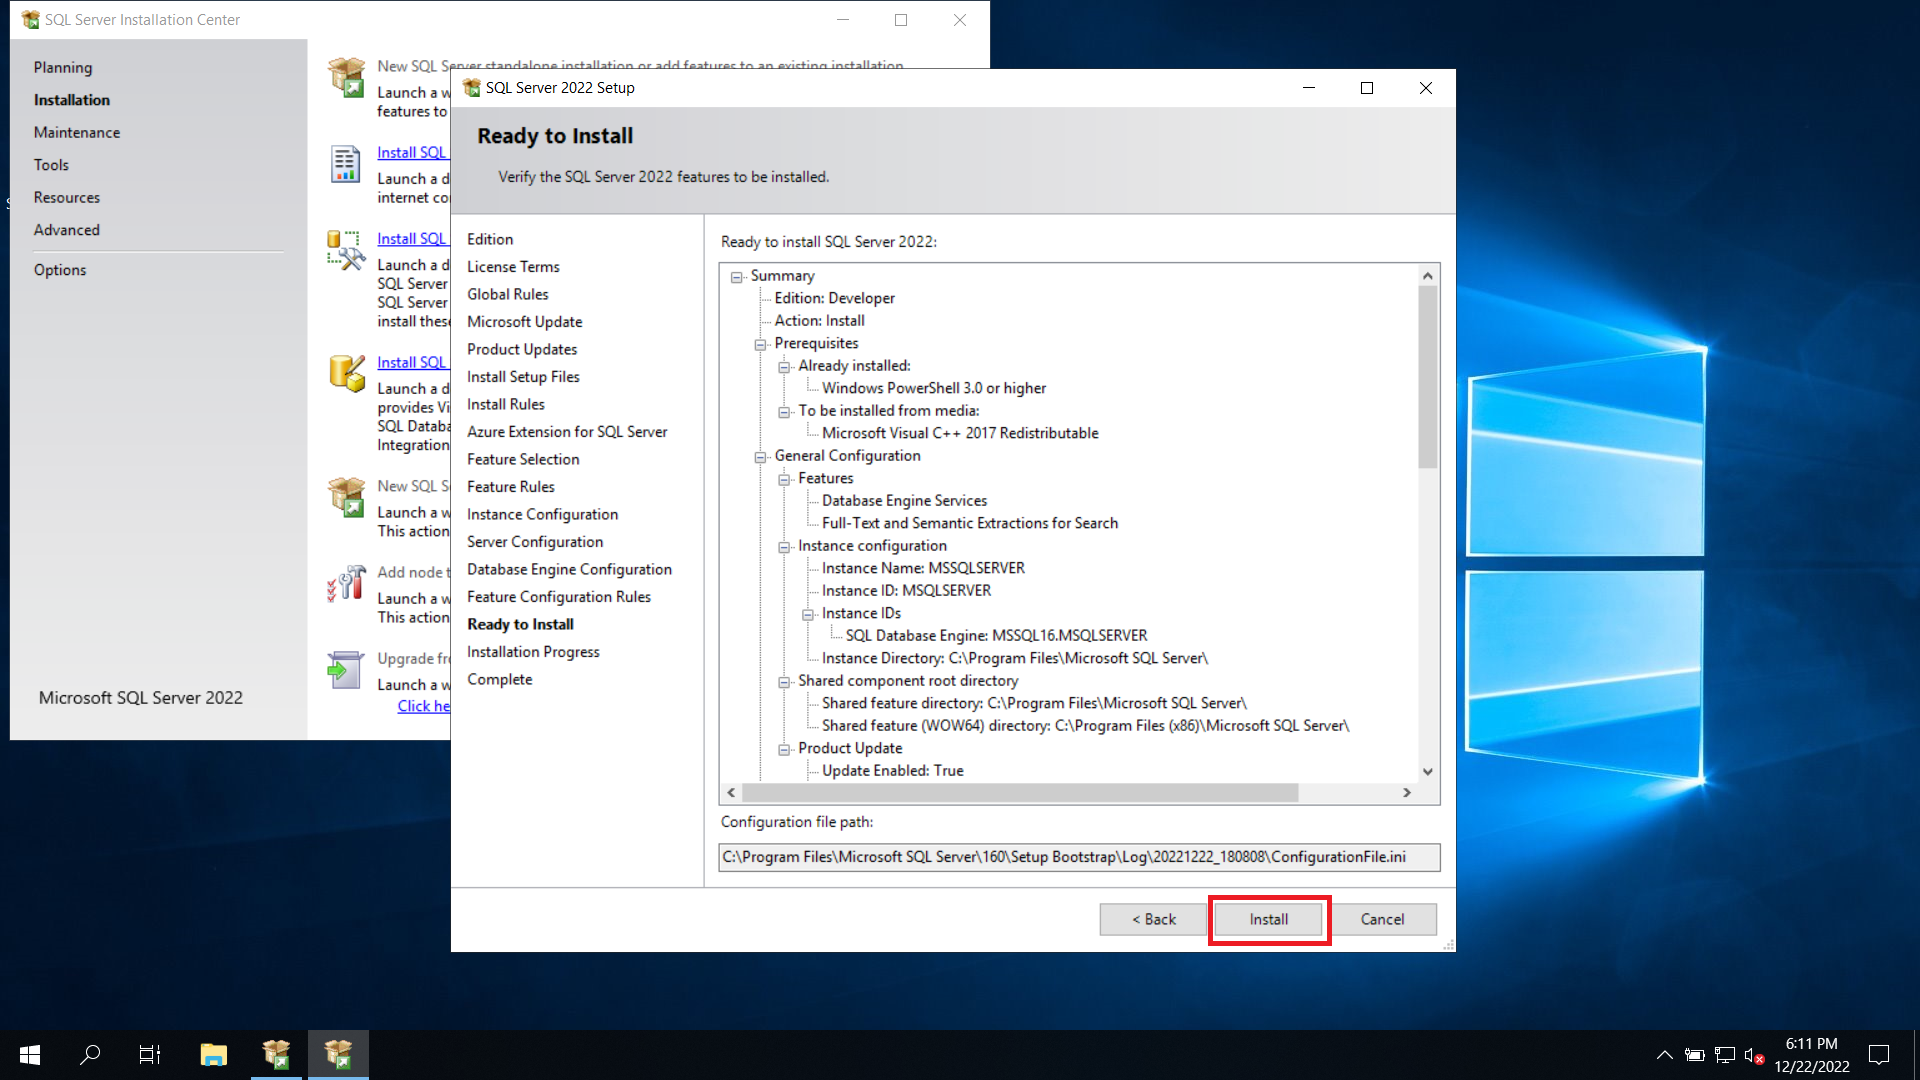 SQL Server Installation Center
Planning
Installation
Maintenance
Tools
Resources
Advanced
Options
Microsoft SQL Server 2022
New SQL Server standalone installation or add features to an existing installation
Launch a w
features to
Install SQL
Launch a d
internet co
Install SQL
Launch a d
SQL Server
SQL Server
install these
Install SQL
Launch a d
provides Vi
SQL Databa
Integration
New SQL S
Launch a w
This action
Add node t
Launch a w
This action
Upgrade fr
Launch a w
Click he
SQL Server 2022 Setup
Ready to Install
Verify the SQL Server 2022 features to be installed.
Edition
License Terms
Global Rules
Microsoft Update
Product Updates
Install Setup Files
Install Rules
Azure Extension for SQL Server
Feature Selection
Feature Rules
Instance Configuration
Server Configuration
Database Engine Configuration
Feature Configuration Rules
Ready to Install
Installation Progress
Complete
Ready to install SQL Server 2022:
Summary
Edition: Developer
Action: Install
Prerequisites
Already installed:
Windows PowerShell 3.0 or higher
To be installed from media:
Microsoft Visual C++ 2017 Redistributable
General Configuration
Features
Database Engine Services
Full-Text and Semantic Extractions for Search
Instance configuration
Instance Name: MSSQLSERVER
Instance ID: MSQLSERVER
Instance IDs
SQL Database Engine: MSSQL16.MSQLSERVER
Instance Directory: C:\Program Files\Microsoft SQL Server\
Shared component root directory
Shared feature directory: C:\Program Files\Microsoft SQL Server\
Shared feature (WOW64) directory: C:\Program Files (x86)\Microsoft SQL Server\
Product Update
Update Enabled: True
Configuration file path:
C:\Program Files\Microsoft SQL Server\160\Setup Bootstrap\Log\20221222_180808\ConfigurationFile.ini
< Back
Install
Cancel
6:11 PM
12/22/2022